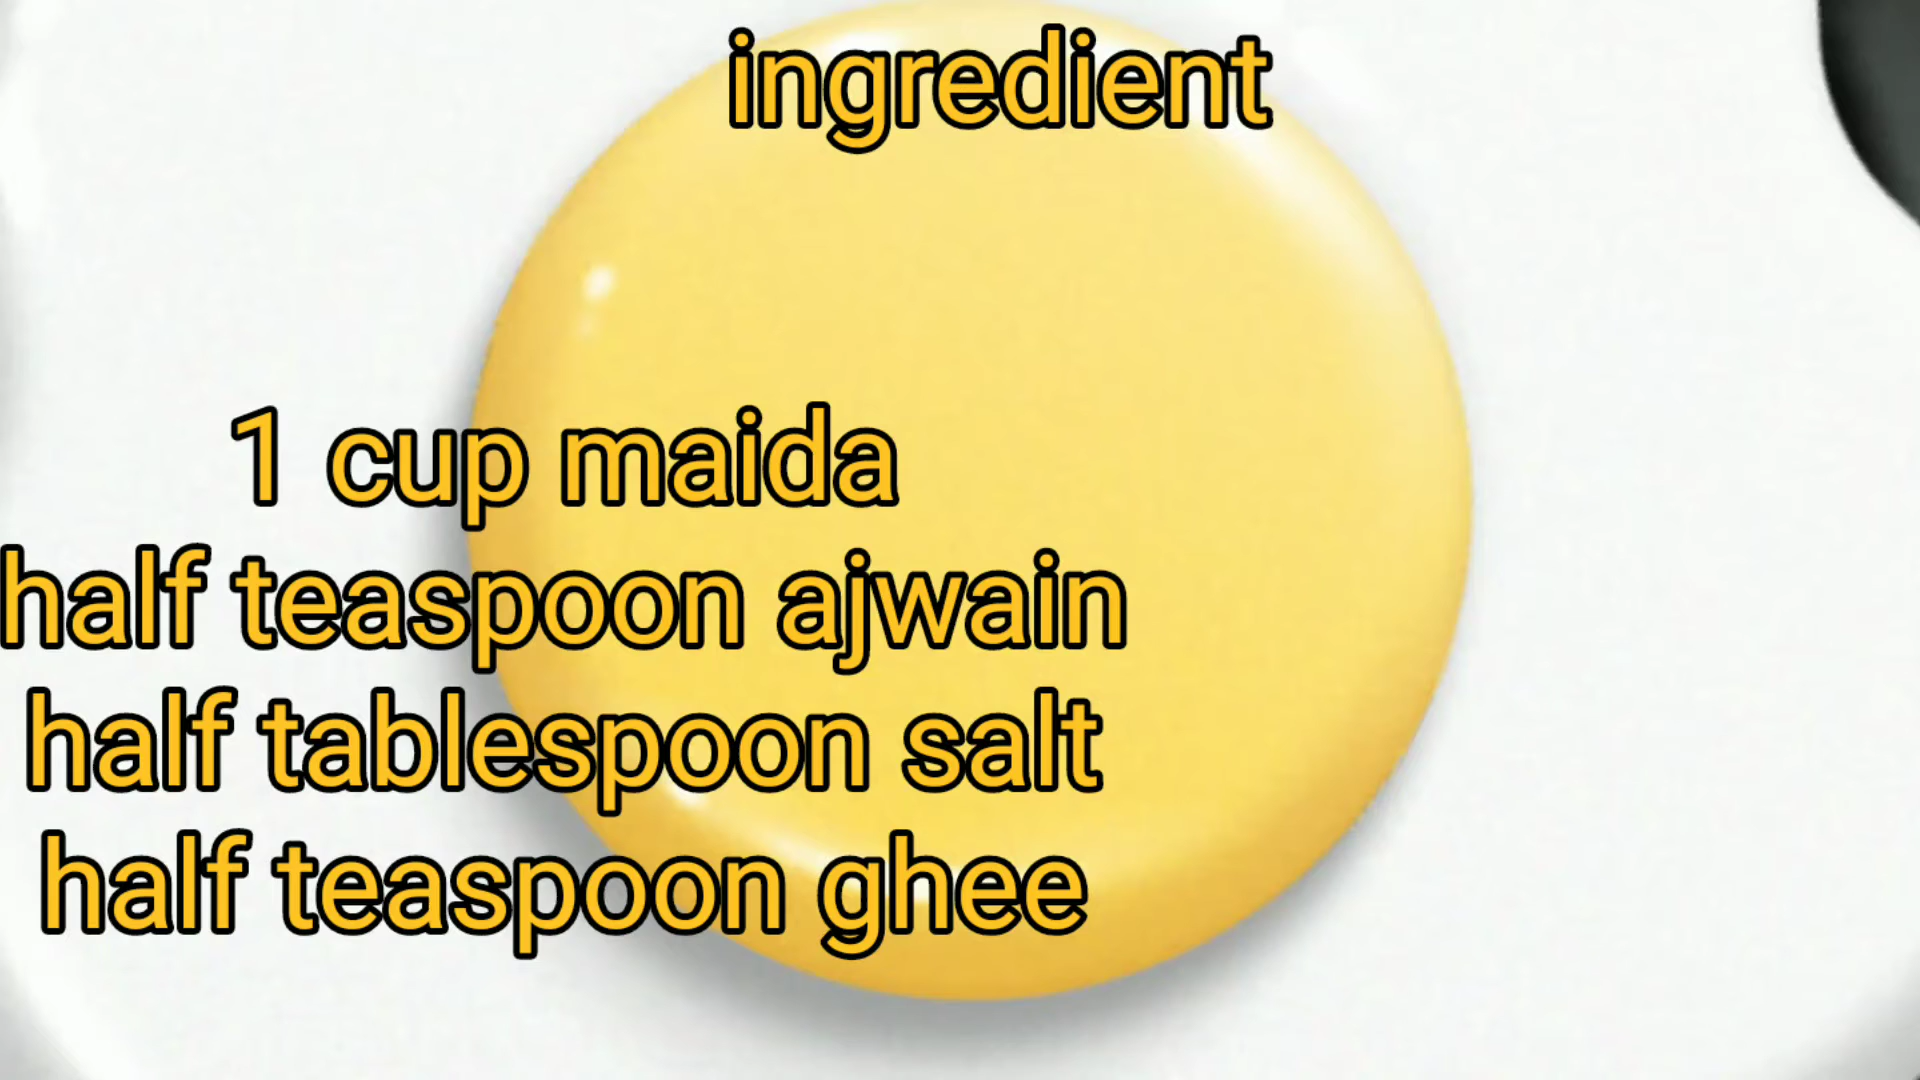 ingredient
1 cup maida
half teaspoon ajwain
half tablespoon salt
half teaspoon ghee